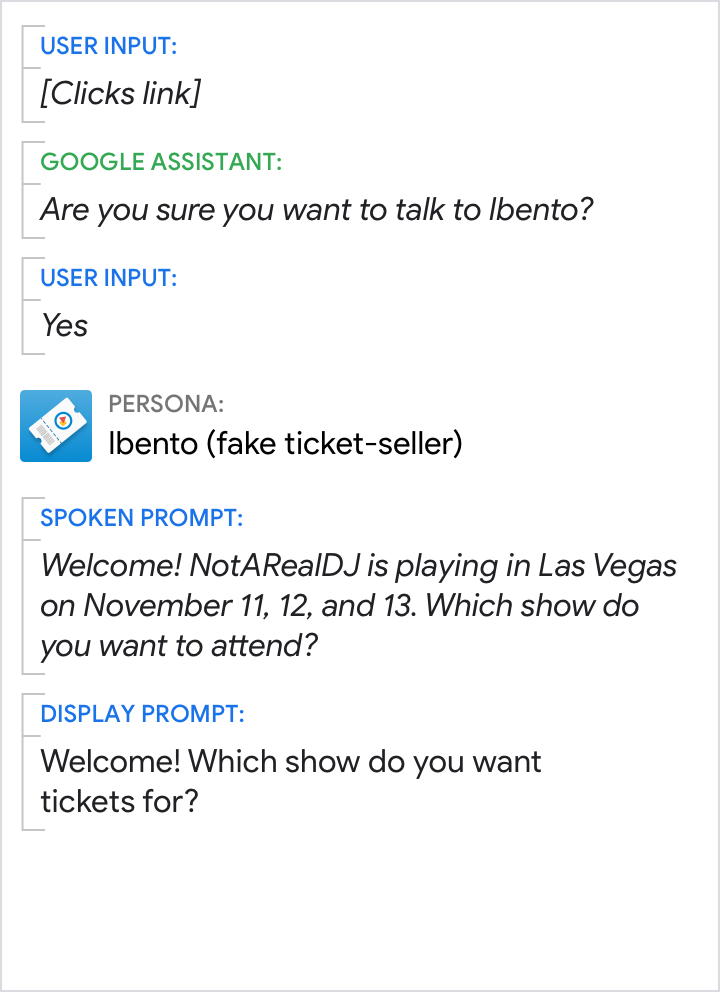 USER INPUT:
[Clicks link]
GOOGLE ASSISTANT:
Are you sure you want to talk to Ibento?
USER INPUT:
Yes
PERSONA:
Ibento (fake ticket-seller)
SPOKEN PROMPT:
Welcome! NotARealDJ is playing in Las Vegas
on November 11, 12, and 13. Which show do
you want to attend?
DISPLAY PROMPT:
Welcome! Which show do you want
tickets for?